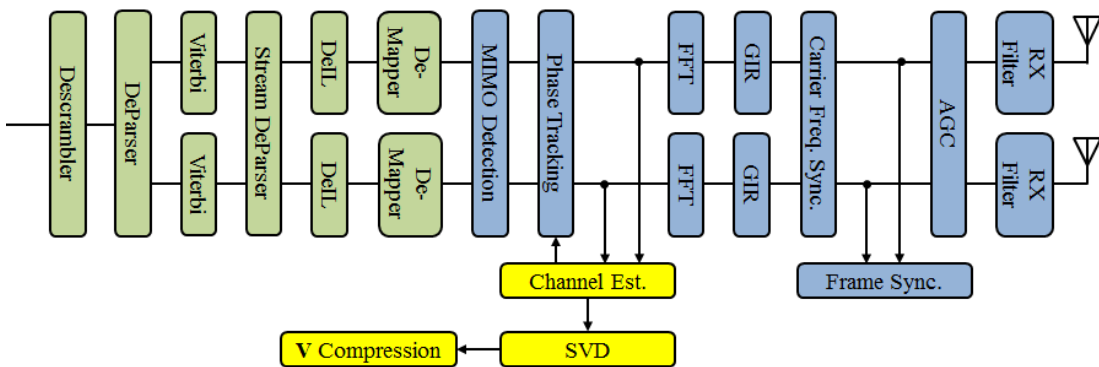 Descrambler
DeParser
Viterbi
Viterbi
Stream DeParser
DeIL
DeIL
De-
Mapper
De-
Mapper
MIMO Detection
Phase Tracking
FFT
FFT
GIR
GIR
Carrier Freq. Sync.
AGC
RX
Filter
RX
Filter
Channel Est.
Frame Sync.
V Compression
SVD